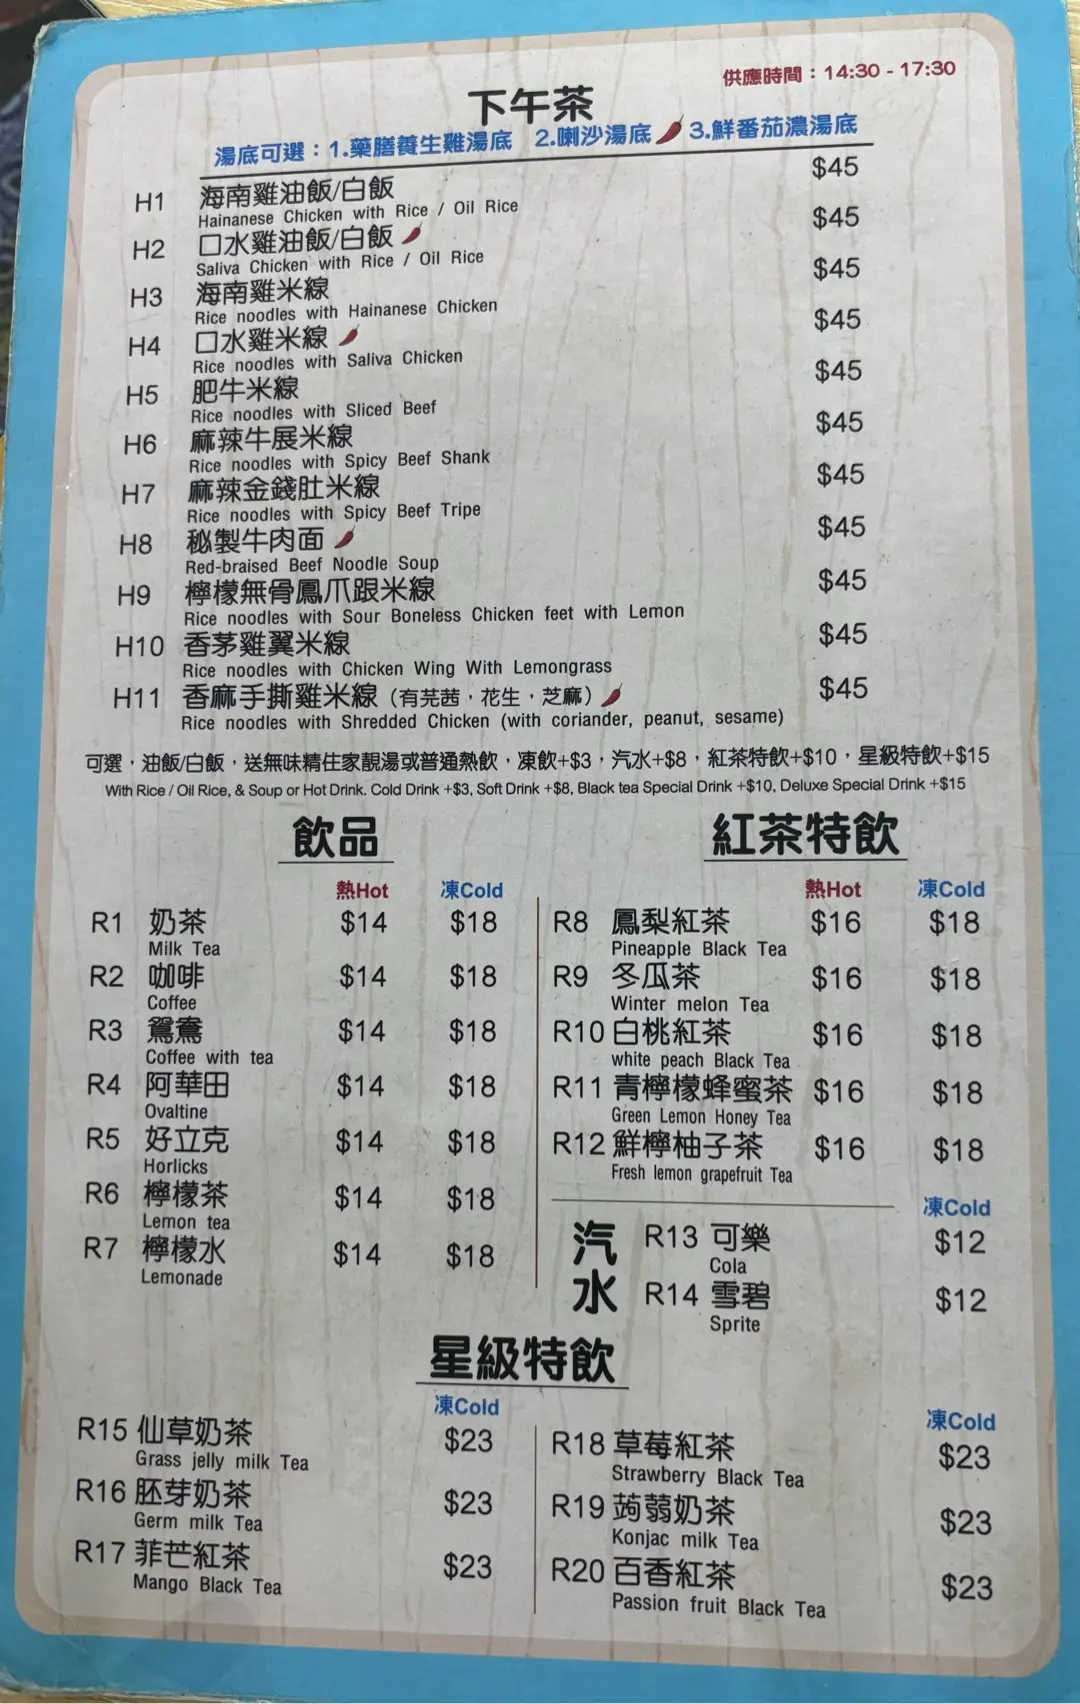 供應時間：14:30 - 17:30
下午茶
湯底可選：1.藥膳養生雞湯底 2.喇沙湯底 3.鮮番茄濃湯底
H1 海南雞油飯/白飯 $45
Hainanese Chicken with Rice / Oil Rice
H2 口水雞油飯/白飯 $45
Saliva Chicken with Rice / Oil Rice
H3 海南雞米線 $45
Rice noodles with Hainanese Chicken
H4 口水雞米線 $45
Rice noodles with Saliva Chicken
H5 肥牛米線 $45
Rice noodles with Sliced Beef
H6 麻辣牛展米線 $45
Rice noodles with Spicy Beef Shank
H7 麻辣金錢肚米線 $45
Rice noodles with Spicy Beef Tripe
H8 秘製牛肉面 $45
Red-braised Beef Noodle Soup
H9 檸檬無骨鳳爪跟米線 $45
Rice noodles with Sour Boneless Chicken feet with Lemon
H10 香茅雞翼米線 $45
Rice noodles with Chicken Wing With Lemongrass
H11 香麻手撕雞米線（有芫茜，花生，芝麻） $45
Rice noodles with Shredded Chicken (with coriander, peanut, sesame)
可選，油飯/白飯，送無味精住家靚湯或普通熱飲，凍飲+$3，汽水+$8，紅茶特飲+$10，星級特飲+$15
With Rice / Oil Rice, & Soup or Hot Drink. Cold Drink +$3, Soft Drink +$8, Black tea Special Drink +$10, Deluxe Special Drink +$15
飲品
熱Hot 凍Cold
R1 奶茶 $14 $18
Milk Tea
R2 咖啡 $14 $18
Coffee
R3 鴛鴦 $14 $18
Coffee with tea
R4 阿華田 $14 $18
Ovaltine
R5 好立克 $14 $18
Horlicks
R6 檸檬茶 $14 $18
Lemon tea
R7 檸檬水 $14 $18
Lemonade
紅茶特飲
熱Hot 凍Cold
R8 鳳梨紅茶 $16 $18
Pineapple Black Tea
R9 冬瓜茶 $16 $18
Winter melon Tea
R10 白桃紅茶 $16 $18
white peach Black Tea
R11 青檸檬蜂蜜茶 $16 $18
Green Lemon Honey Tea
R12 鮮檸柚子茶 $16 $18
Fresh lemon grapefruit Tea
汽水
凍Cold
R13 可樂 $12
Cola
R14 雪碧 $12
Sprite
星級特飲
凍Cold
R15 仙草奶茶 $23
Grass jelly milk Tea
R16 胚芽奶茶 $23
Germ milk Tea
R17 菲芒紅茶 $23
Mango Black Tea
凍Cold
R18 草莓紅茶 $23
Strawberry Black Tea
R19 蒟蒻奶茶 $23
Konjac milk Tea
R20 百香紅茶 $23
Passion fruit Black Tea